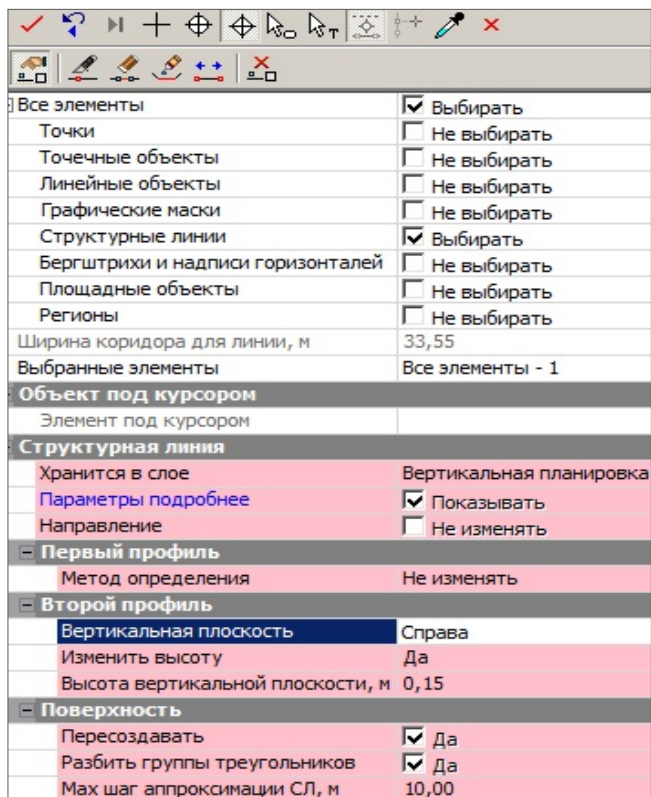 Все элементы Выбирать
Точки Не выбирать
Точечные объекты Не выбирать
Линейные объекты Не выбирать
Графические маски Не выбирать
Структурные линии Выбирать
Бергштрихи и надписи горизонталей Не выбирать
Площадные объекты Не выбирать
Регионы Не выбирать
Ширина коридора для линии, м 33,55
Выбранные элементы Все элементы - 1
Объект под курсором
Элемент под курсором
Структурная линия
Хранится в слое Вертикальная планировка
Параметры подробнее Показывать
Направление Не изменять
Первый профиль
Метод определения Не изменять
Второй профиль
Вертикальная плоскость Справа
Изменить высоту Да
Высота вертикальной плоскости, м 0,15
Поверхность
Пересоздавать Да
Разбить группы треугольников Да
Мах шаг аппроксимации СЛ, м 10,00